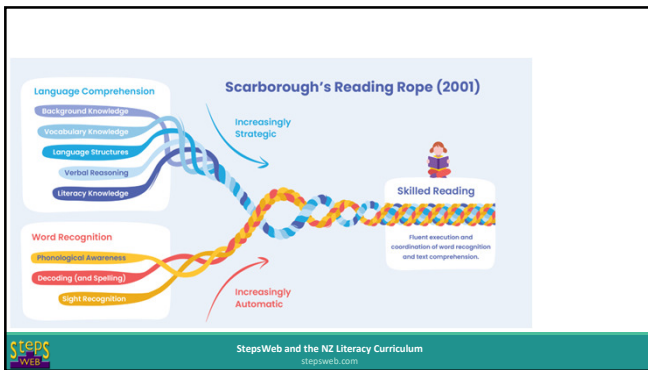 Scarborough's Reading Rope (2001)
Language Comprehension
Background Knowledge
Vocabulary Knowledge
Language Structures
Verbal Reasoning
Literacy Knowledge
Increasingly
Strategic
Skilled Reading
Fluent execution and
coordination of word recognition
and text comprehension.
Word Recognition
Phonological Awareness
Decoding (and Spelling)
Sight Recognition
Increasingly
Automatic
StepS
WEB
StepsWeb and the NZ Literacy Curriculum
stepsweb.com